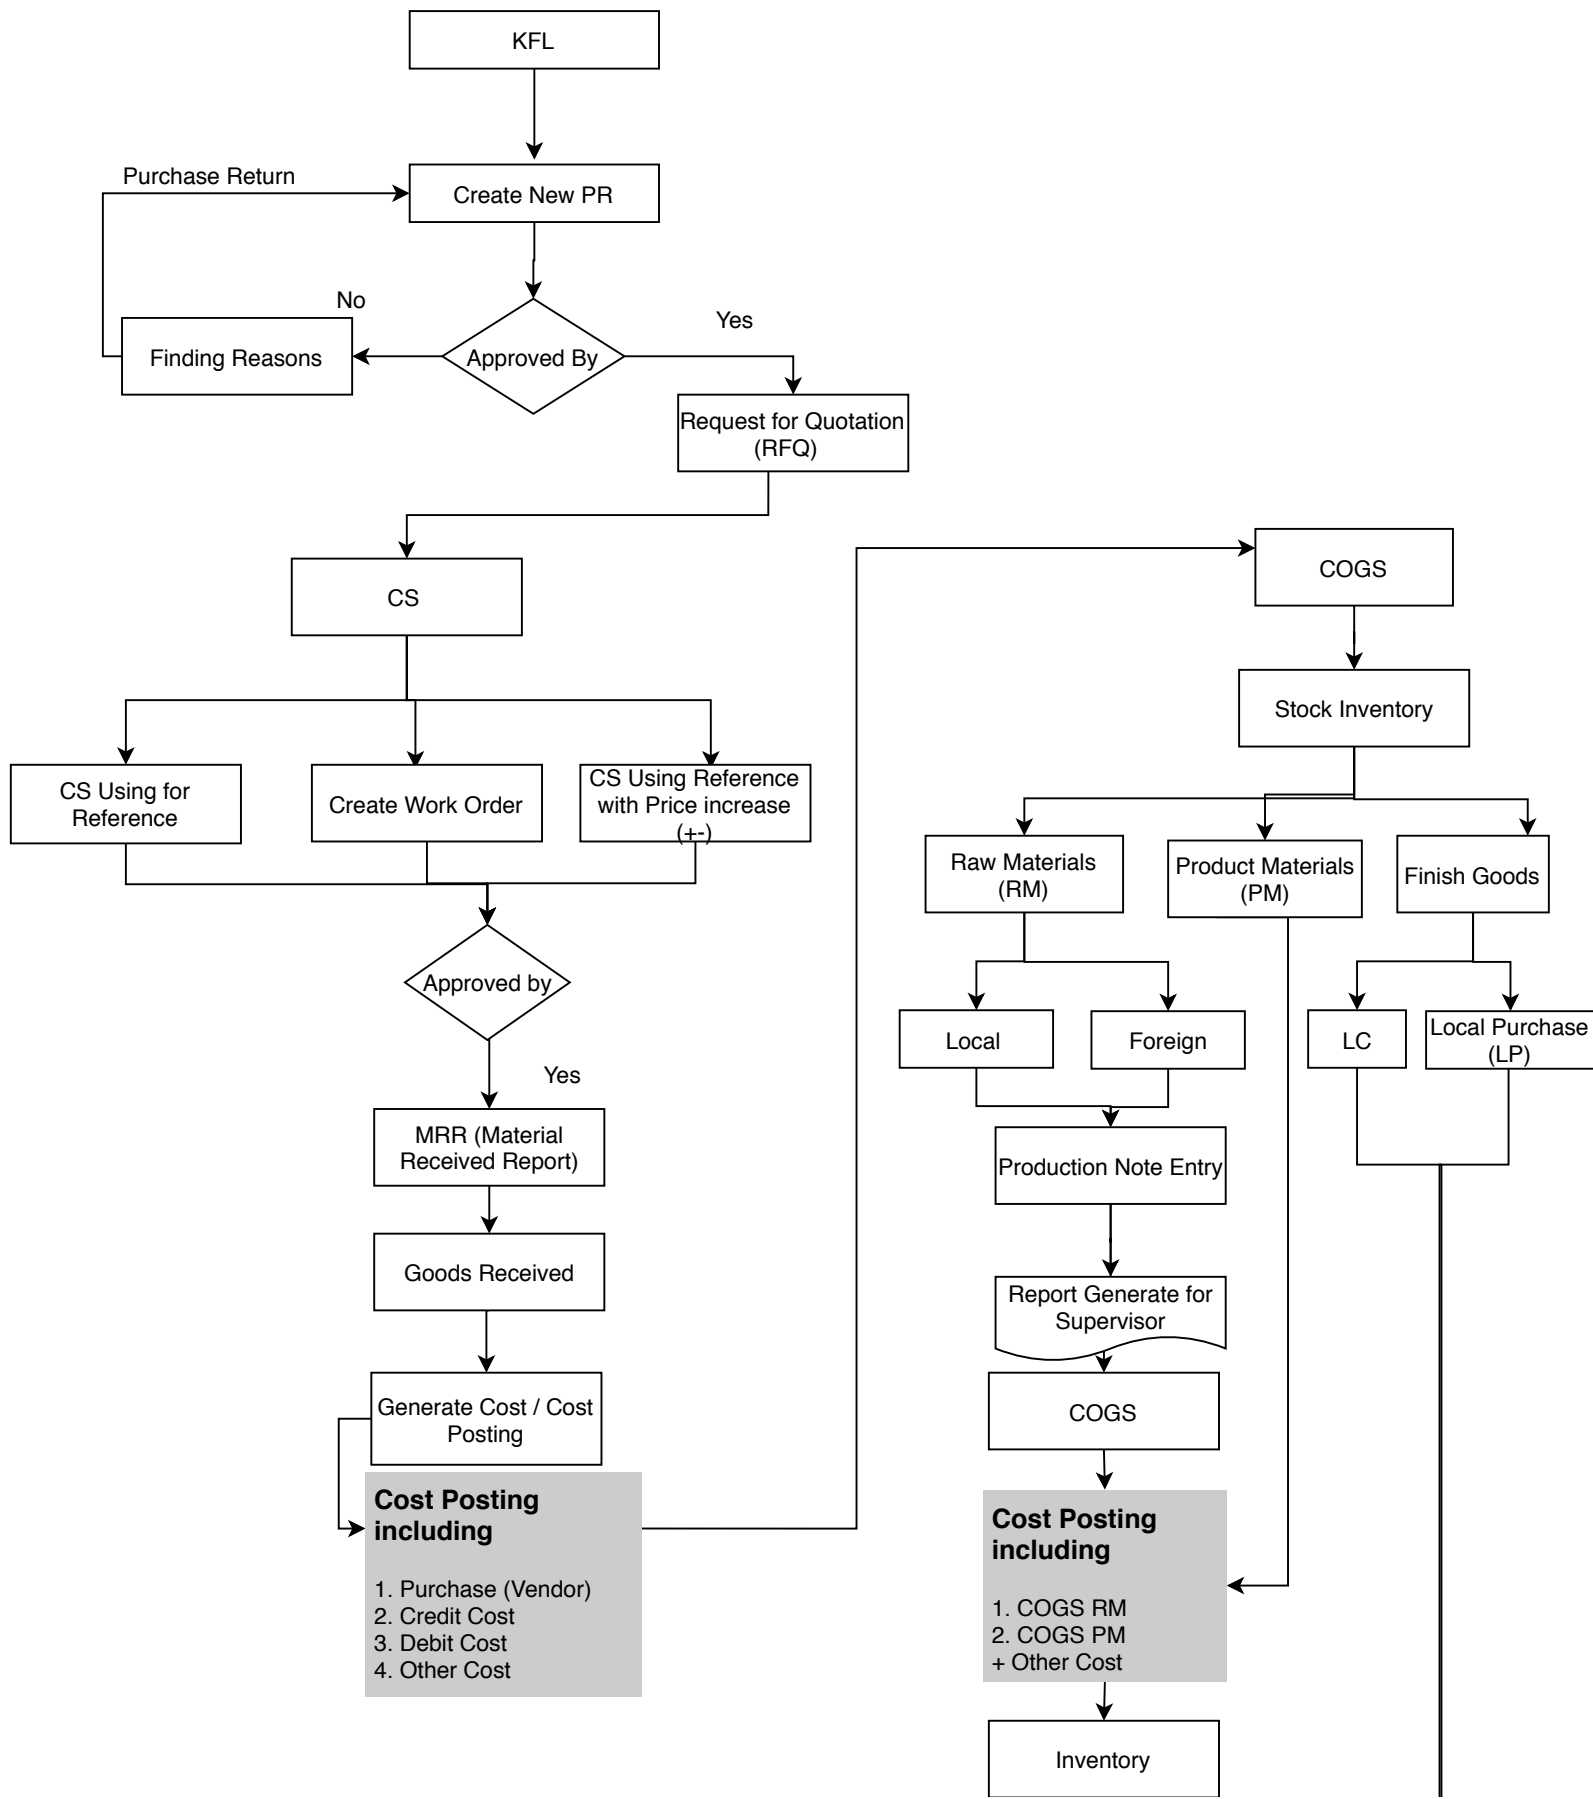 KFL
Purchase Return
Create New PR
No
Yes
Finding Reasons
Approved By
Request for Quotation
(RFQ)
CS
CS Using for
Reference
Create Work Order
CS Using Reference
with Price increase
(+-)
Approved by
Yes
MRR (Material
Received Report)
Goods Received
Generate Cost / Cost
Posting
Cost Posting
including
1. Purchase (Vendor)
2. Credit Cost
3. Debit Cost
4. Other Cost
COGS
Stock Inventory
Raw Materials
(RM)
Product Materials
(PM)
Finish Goods
Local
Foreign
LC
Local Purchase
(LP)
Production Note Entry
Report Generate for
Supervisor
COGS
Cost Posting
including
1. COGS RM
2. COGS PM
+ Other Cost
Inventory